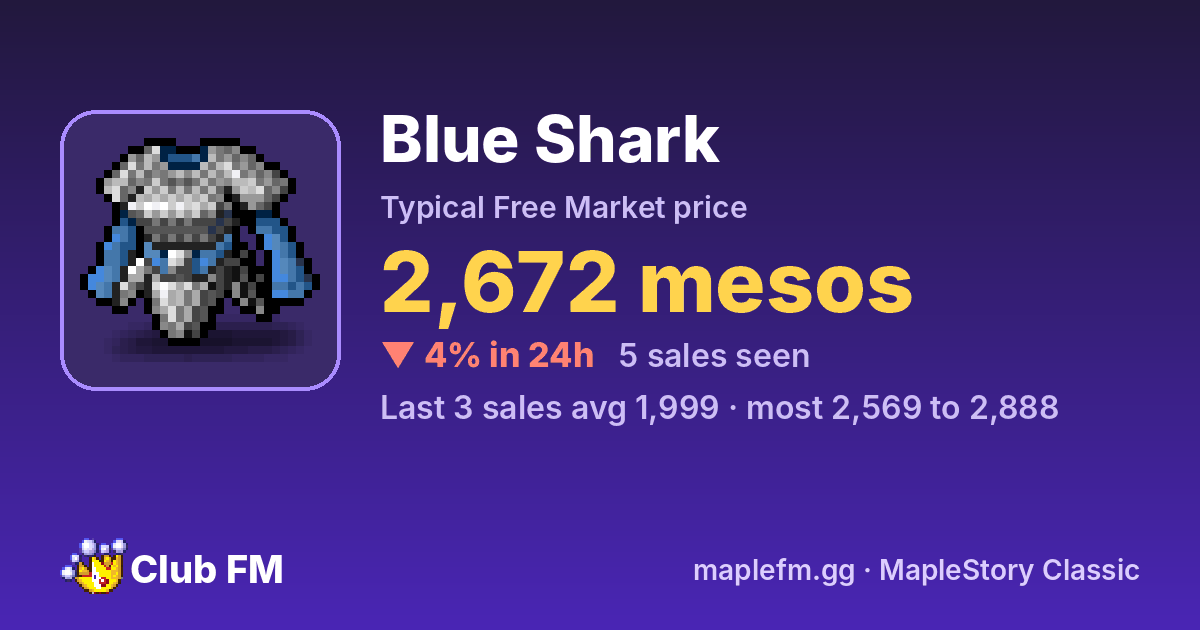 Blue Shark
Typical Free Market price
2,672 mesos
▼ 4% in 24h 5 sales seen
Last 3 sales avg 1,999 · most 2,569 to 2,888
Club FM
maplefm.gg · MapleStory Classic